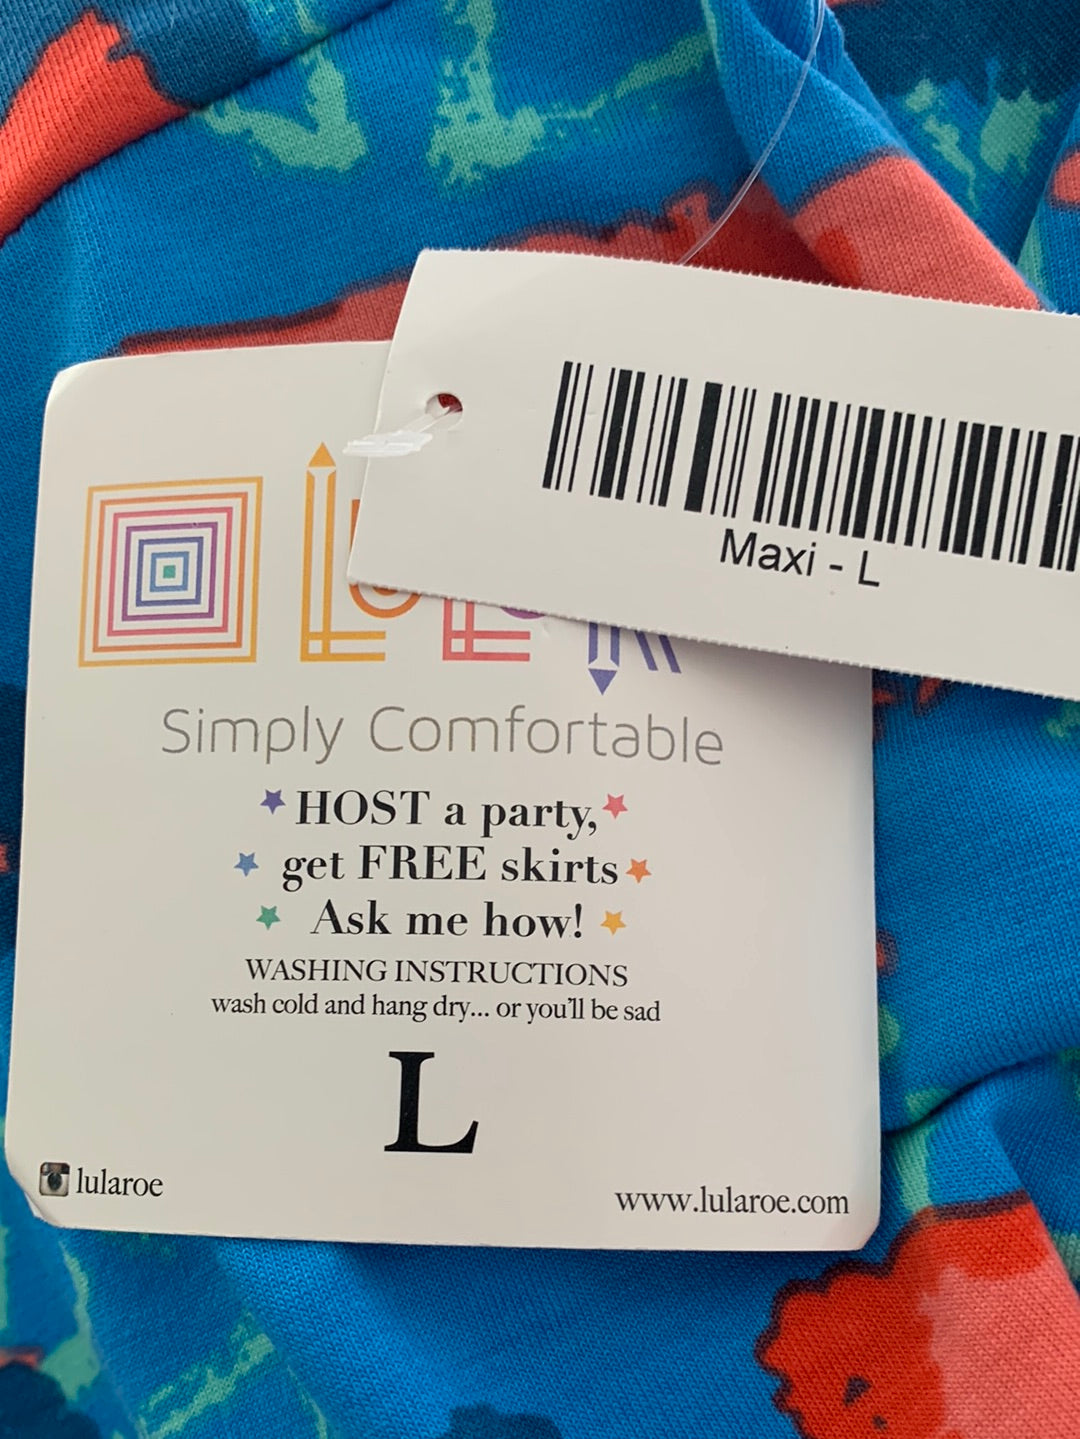 Maxi - L
Simply Comfortable
HOST a party,
get FREE skirts
Ask me how!
WASHING INSTRUCTIONS
wash cold and hang dry... or you'll be sad
L
lularoe
www.lularoe.com